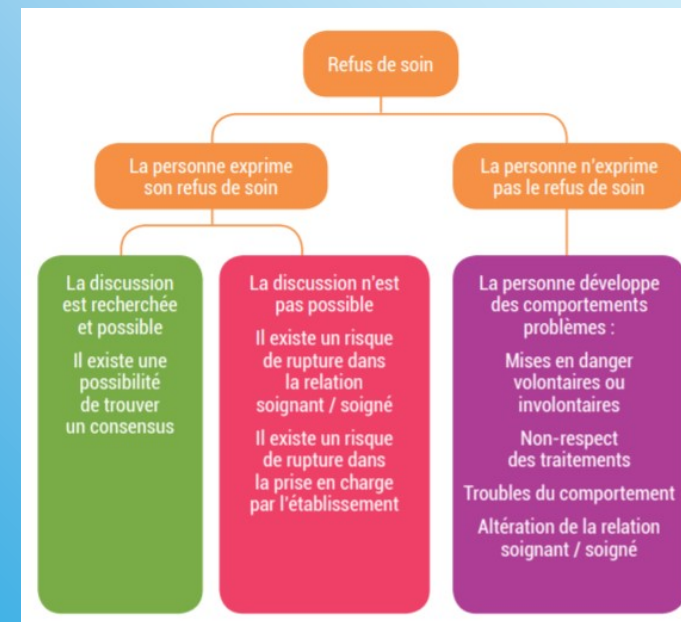 Refus de soin
La personne exprime
son refus de soin
La personne n'exprime
pas le refus de soin
La discussion
est recherchée
et possible
Il existe une
possibilité
de trouver
un consensus
La discussion n'est
pas possible
Il existe un risque
de rupture dans
la relation
soignant / soigné
Il existe un risque
de rupture dans
la prise en charge
par l'établissement
La personne développe
des comportements
problèmes :
Mises en danger
volontaires ou
involontaires
Non-respect
des traitements
Troubles du comportement
Altération de la relation
soignant / soigné